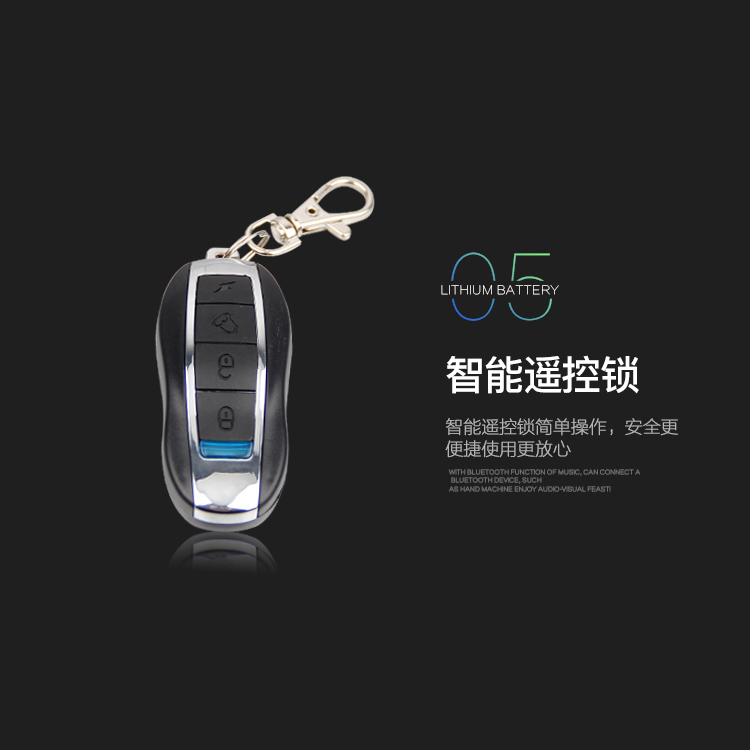 05
LITHIUM BATTERY
智能遥控锁
智能遥控锁简单操作，安全更
便捷使用更放心
WITH BLUETOOTH FUNCTION OF MUSIC, CAN CONNECT A
BLUETOOTH DEVICE, SUCH
AS HAND MACHINE ENJOY AUDIO-VISUAL FEAST!